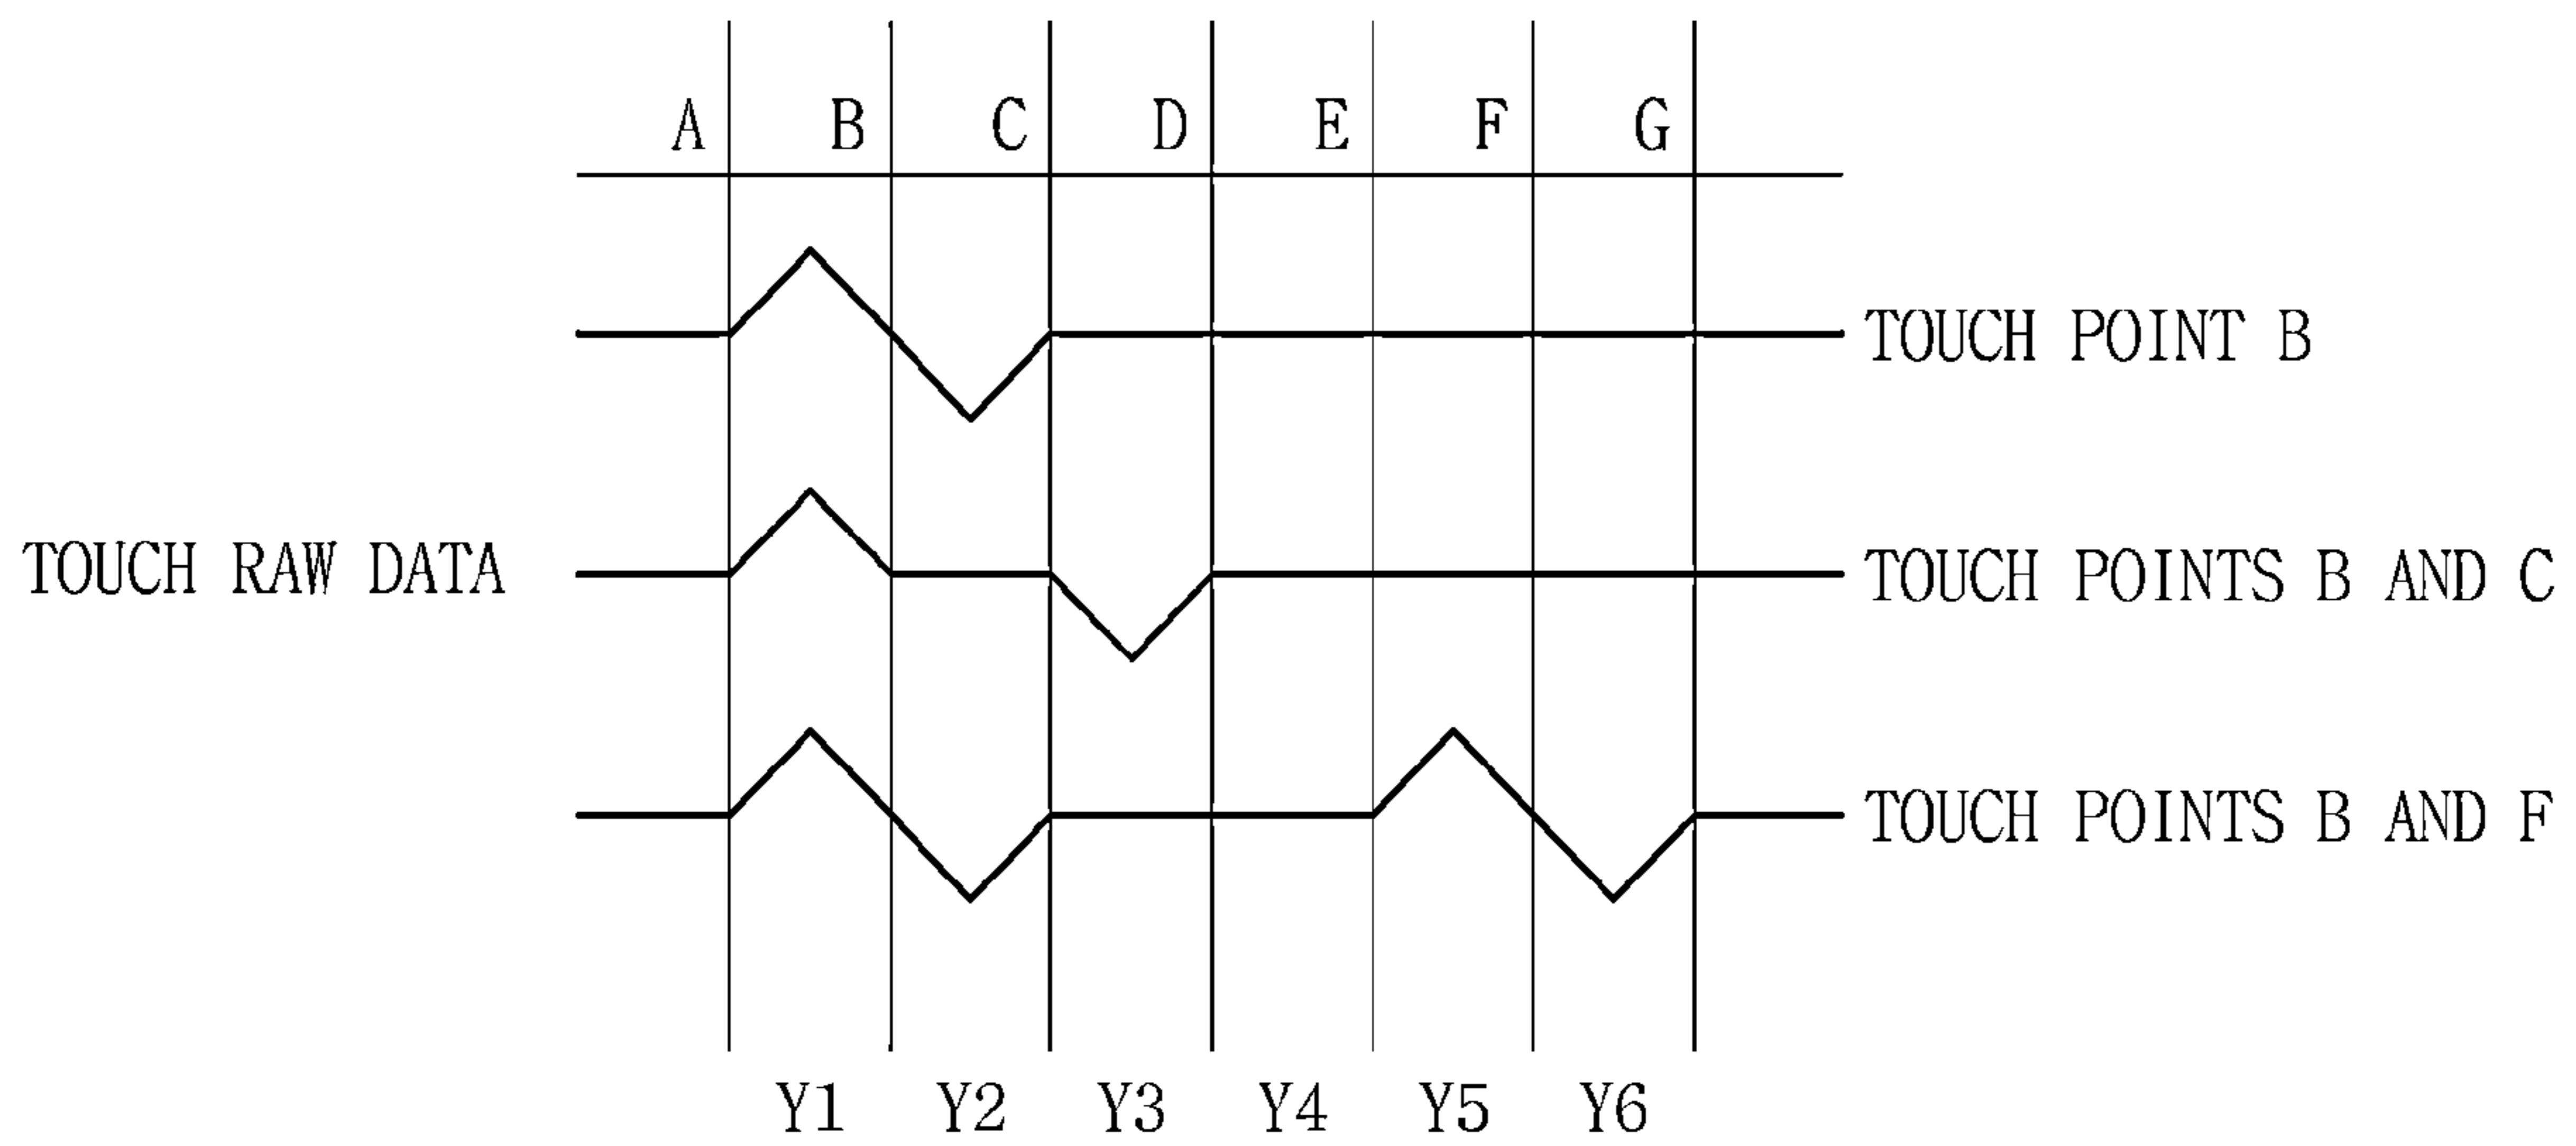 A B C D E F G
TOUCH POINT B
TOUCH RAW DATA
TOUCH POINTS B AND C
TOUCH POINTS B AND F
Y1 Y2 Y3 Y4 Y5 Y6